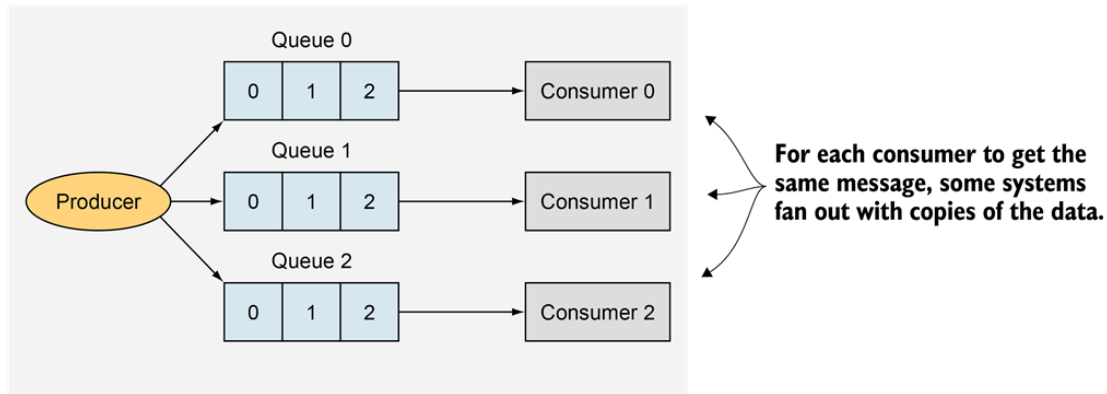 Queue 0
0 1 2
Consumer 0
Queue 1
Producer
0 1 2
Consumer 1
Queue 2
0 1 2
Consumer 2
For each consumer to get the
same message, some systems
fan out with copies of the data.